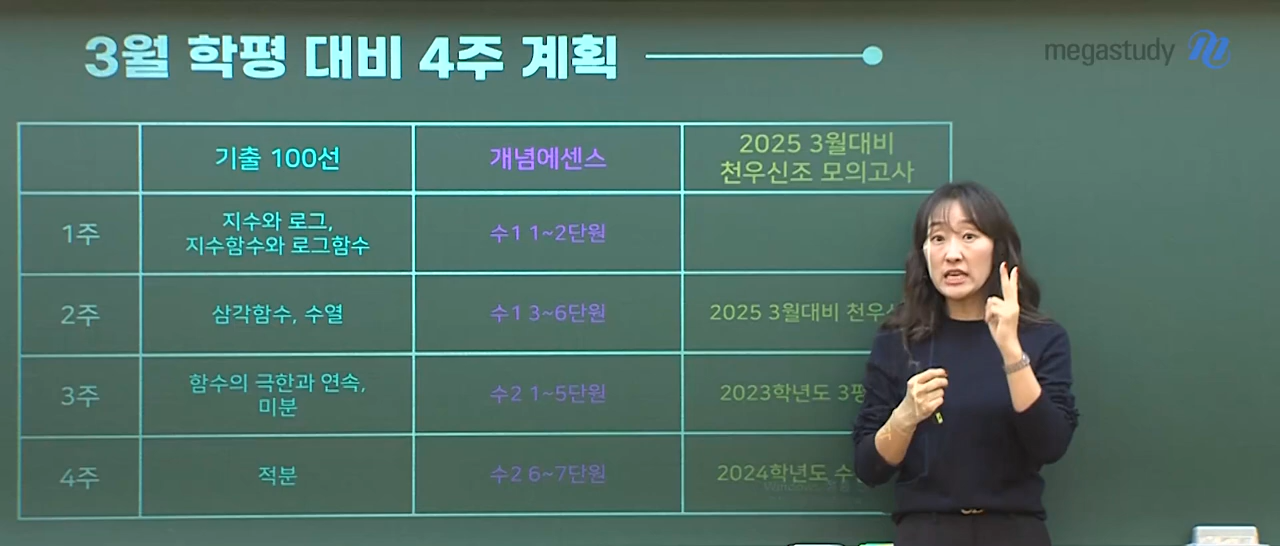 3월 학평 대비 4주 계획
megastudy
기출 100선
개념에센스
2025 3월대비
천우신조 모의고사
1주
지수와 로그,
지수함수와 로그함수
수1 1~2단원
2주
삼각함수, 수열
수1 3~6단원
2025 3월대비
3주
함수의 극한과 연속,
미분
수2 1~5단원
2023학년도
4주
적분
수2 6~7단원
2024학년도